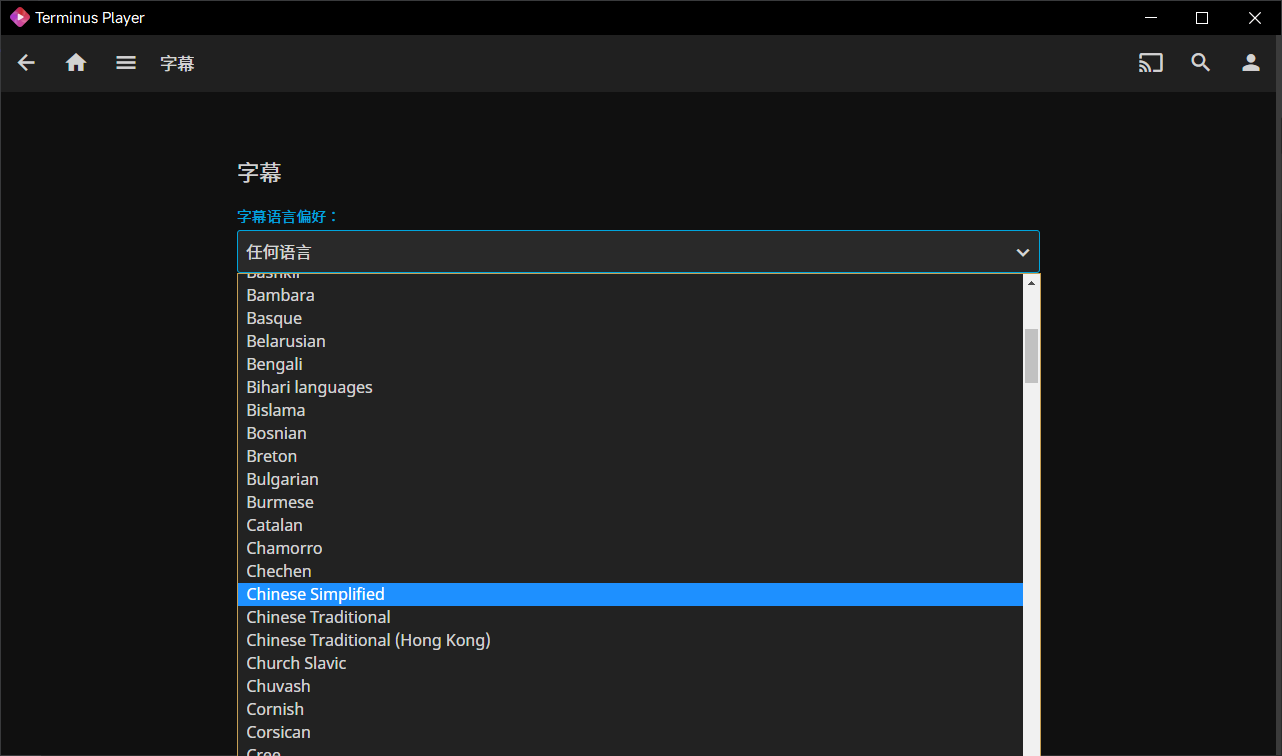 Terminus Player
字幕
字幕
字幕语言偏好：
任何语言
Bashkir
Bambara
Basque
Belarusian
Bengali
Bihari languages
Bislama
Bosnian
Breton
Bulgarian
Burmese
Catalan
Chamorro
Chechen
Chinese Simplified
Chinese Traditional
Chinese Traditional (Hong Kong)
Church Slavic
Chuvash
Cornish
Corsican
Cree